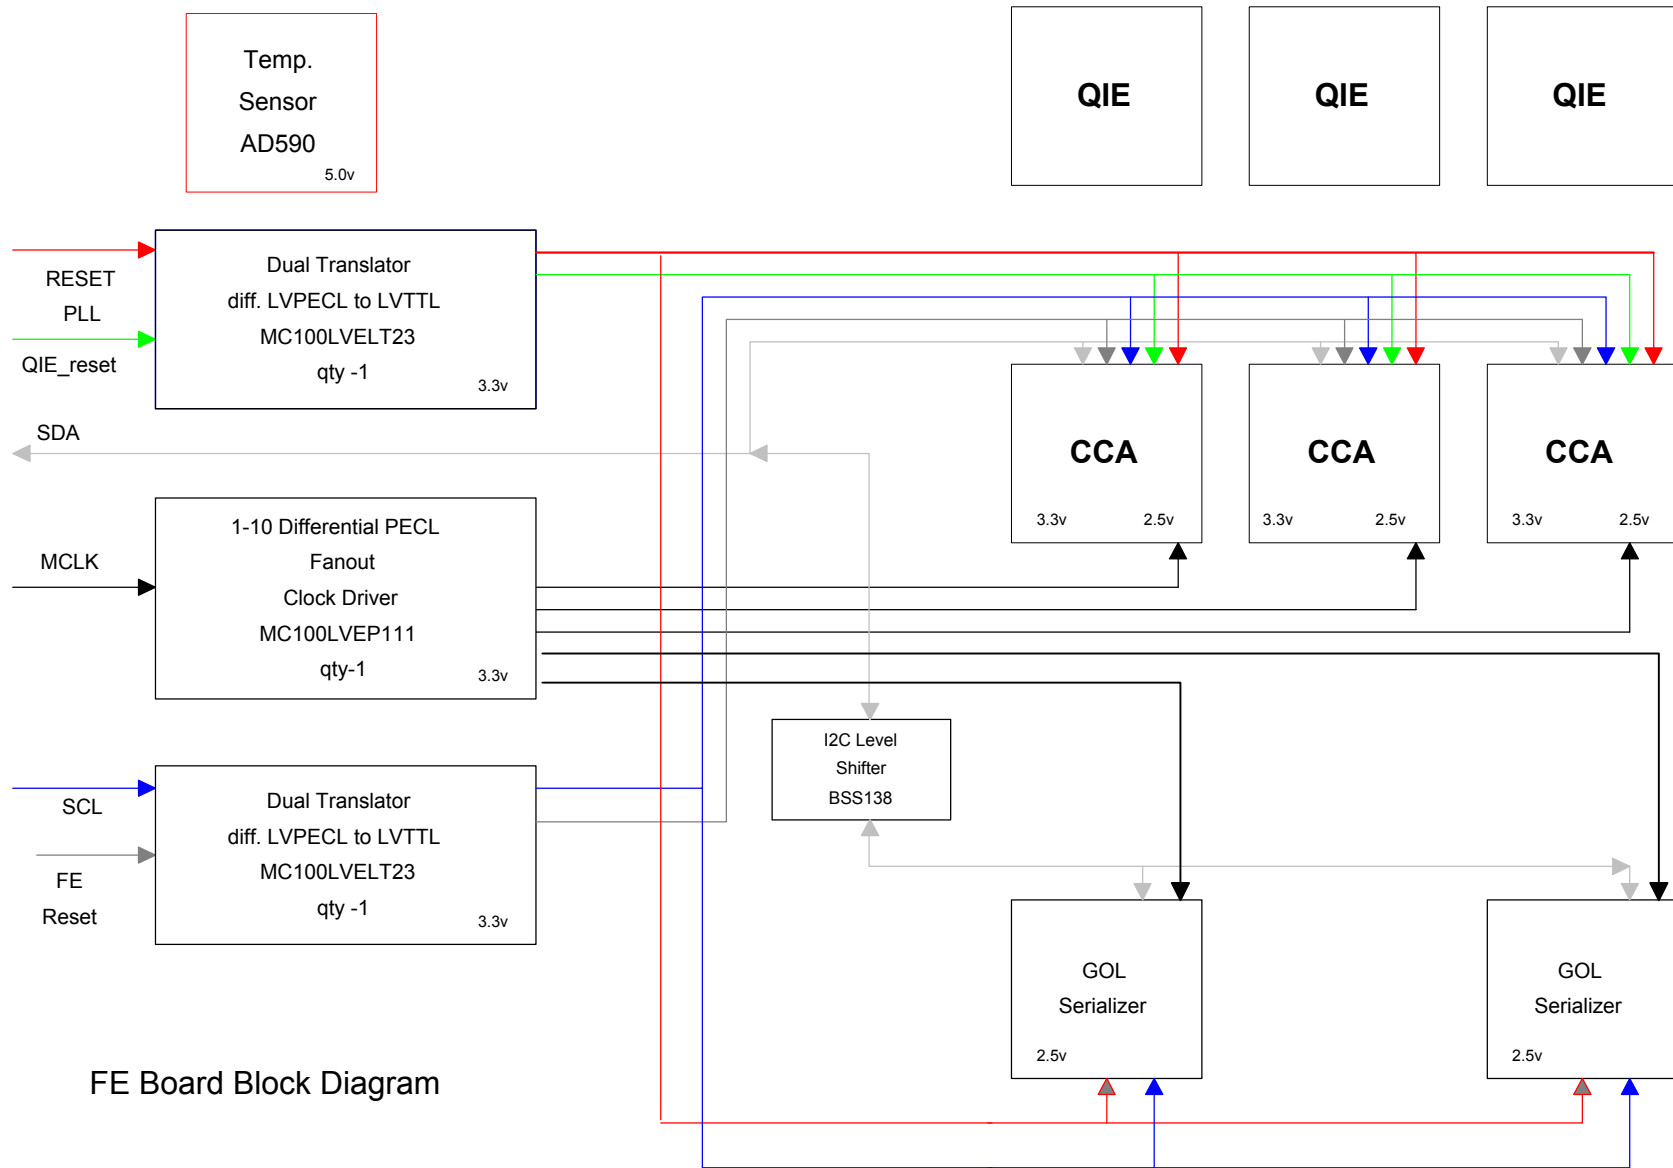 Temp.
Sensor
AD590
5.0v
QIE
QIE
QIE
RESET
PLL
QIE_reset
Dual Translator
diff. LVPECL to LVTTL
MC100LVELT23
qty -1
3.3v
SDA
CCA
3.3v
2.5v
CCA
3.3v
2.5v
CCA
3.3v
2.5v
MCLK
1-10 Differential PECL
Fanout
Clock Driver
MC100LVEP111
qty-1
3.3v
I2C Level
Shifter
BSS138
SCL
FE
Reset
Dual Translator
diff. LVPECL to LVTTL
MC100LVELT23
qty -1
3.3v
GOL
Serializer
2.5v
GOL
Serializer
2.5v
FE Board Block Diagram